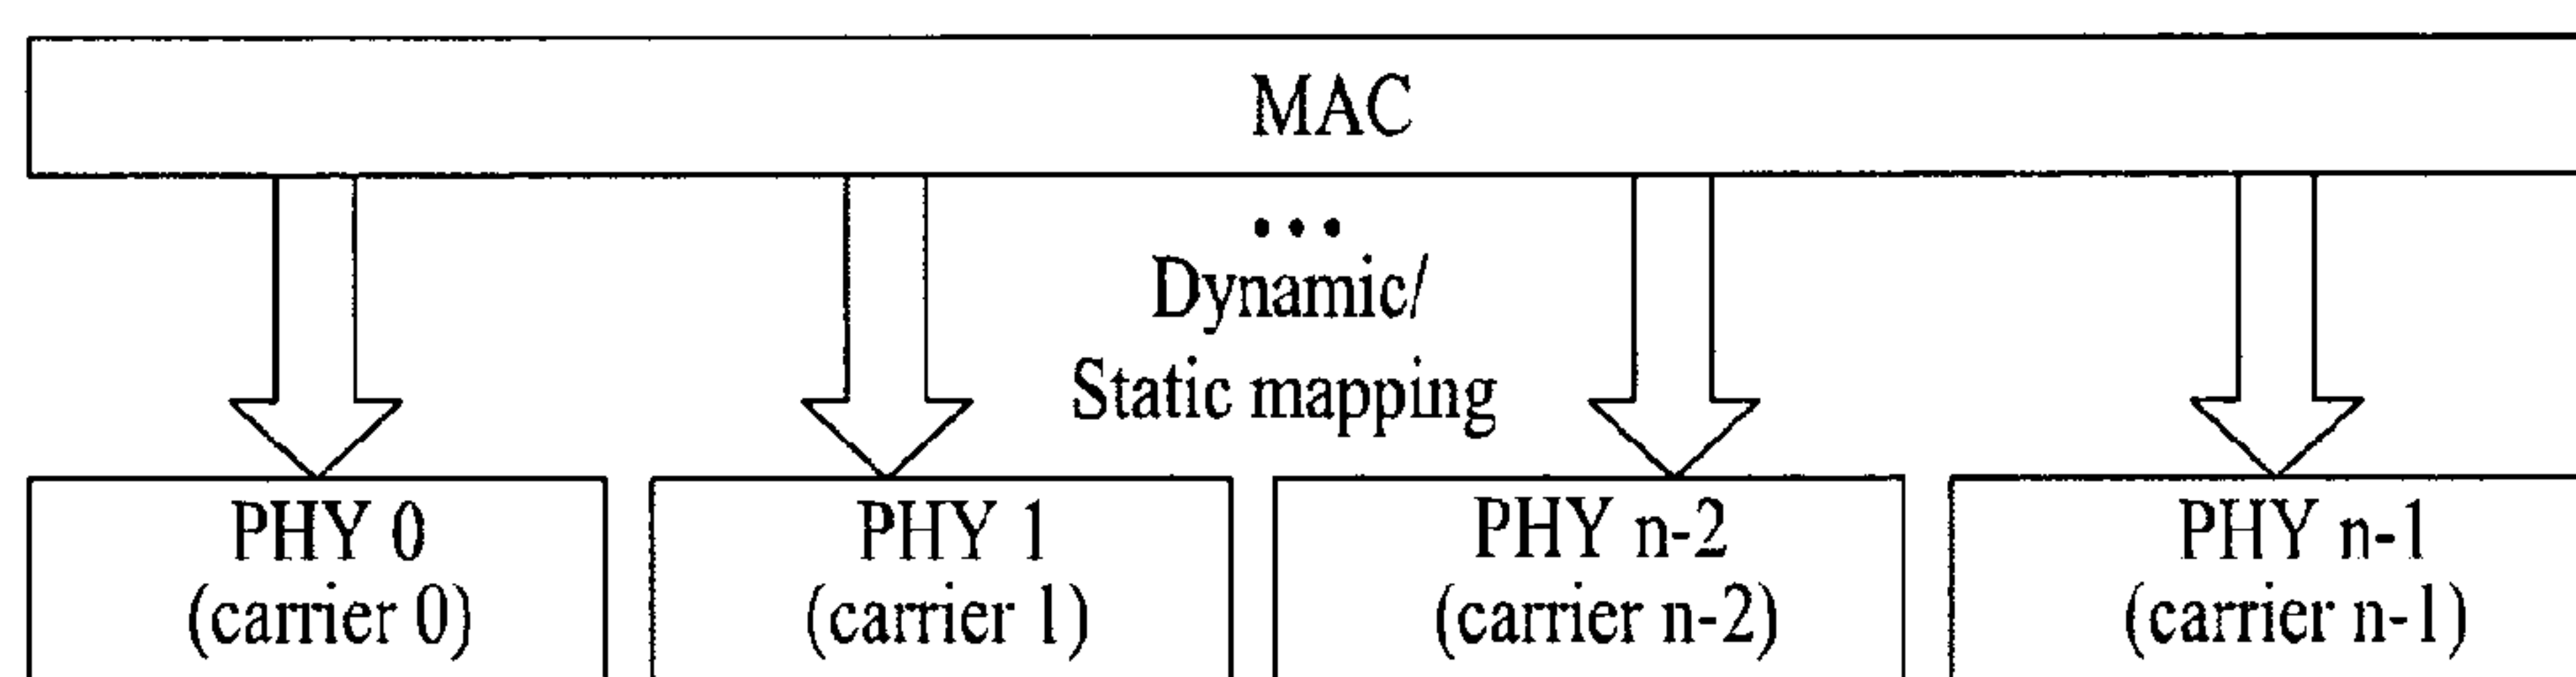 MAC
...
Dynamic/
Static mapping
PHY 0
(carrier 0)
PHY 1
(carrier 1)
PHY n-2
(carrier n-2)
PHY n-1
(carrier n-1)